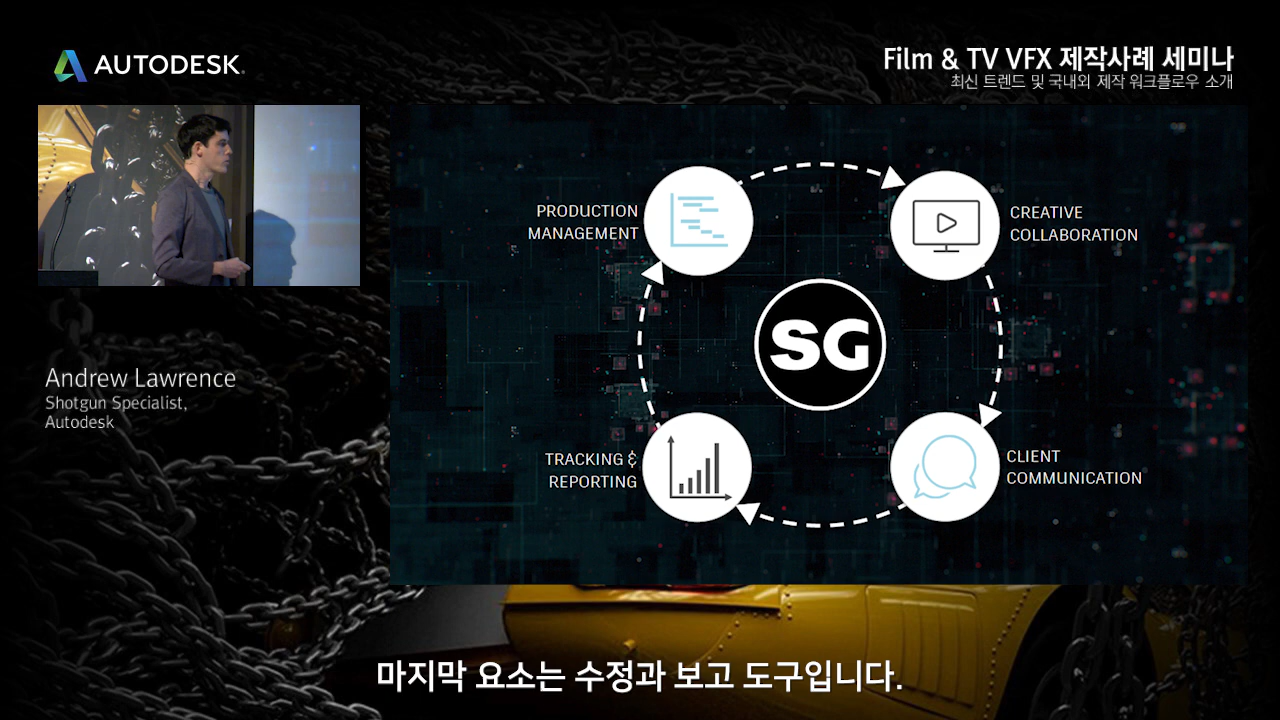 AUTODESK
Film & TV VFX 제작사례 세미나
최신 트렌드 및 국내외 제작 워크플로우 소개
PRODUCTION
MANAGEMENT
CREATIVE
COLLABORATION
SG
Andrew Lawrence
Shotgun Specialist,
Autodesk
TRACKING &
REPORTING
CLIENT
COMMUNICATION
마지막 요소는 수정과 보고 도구입니다.